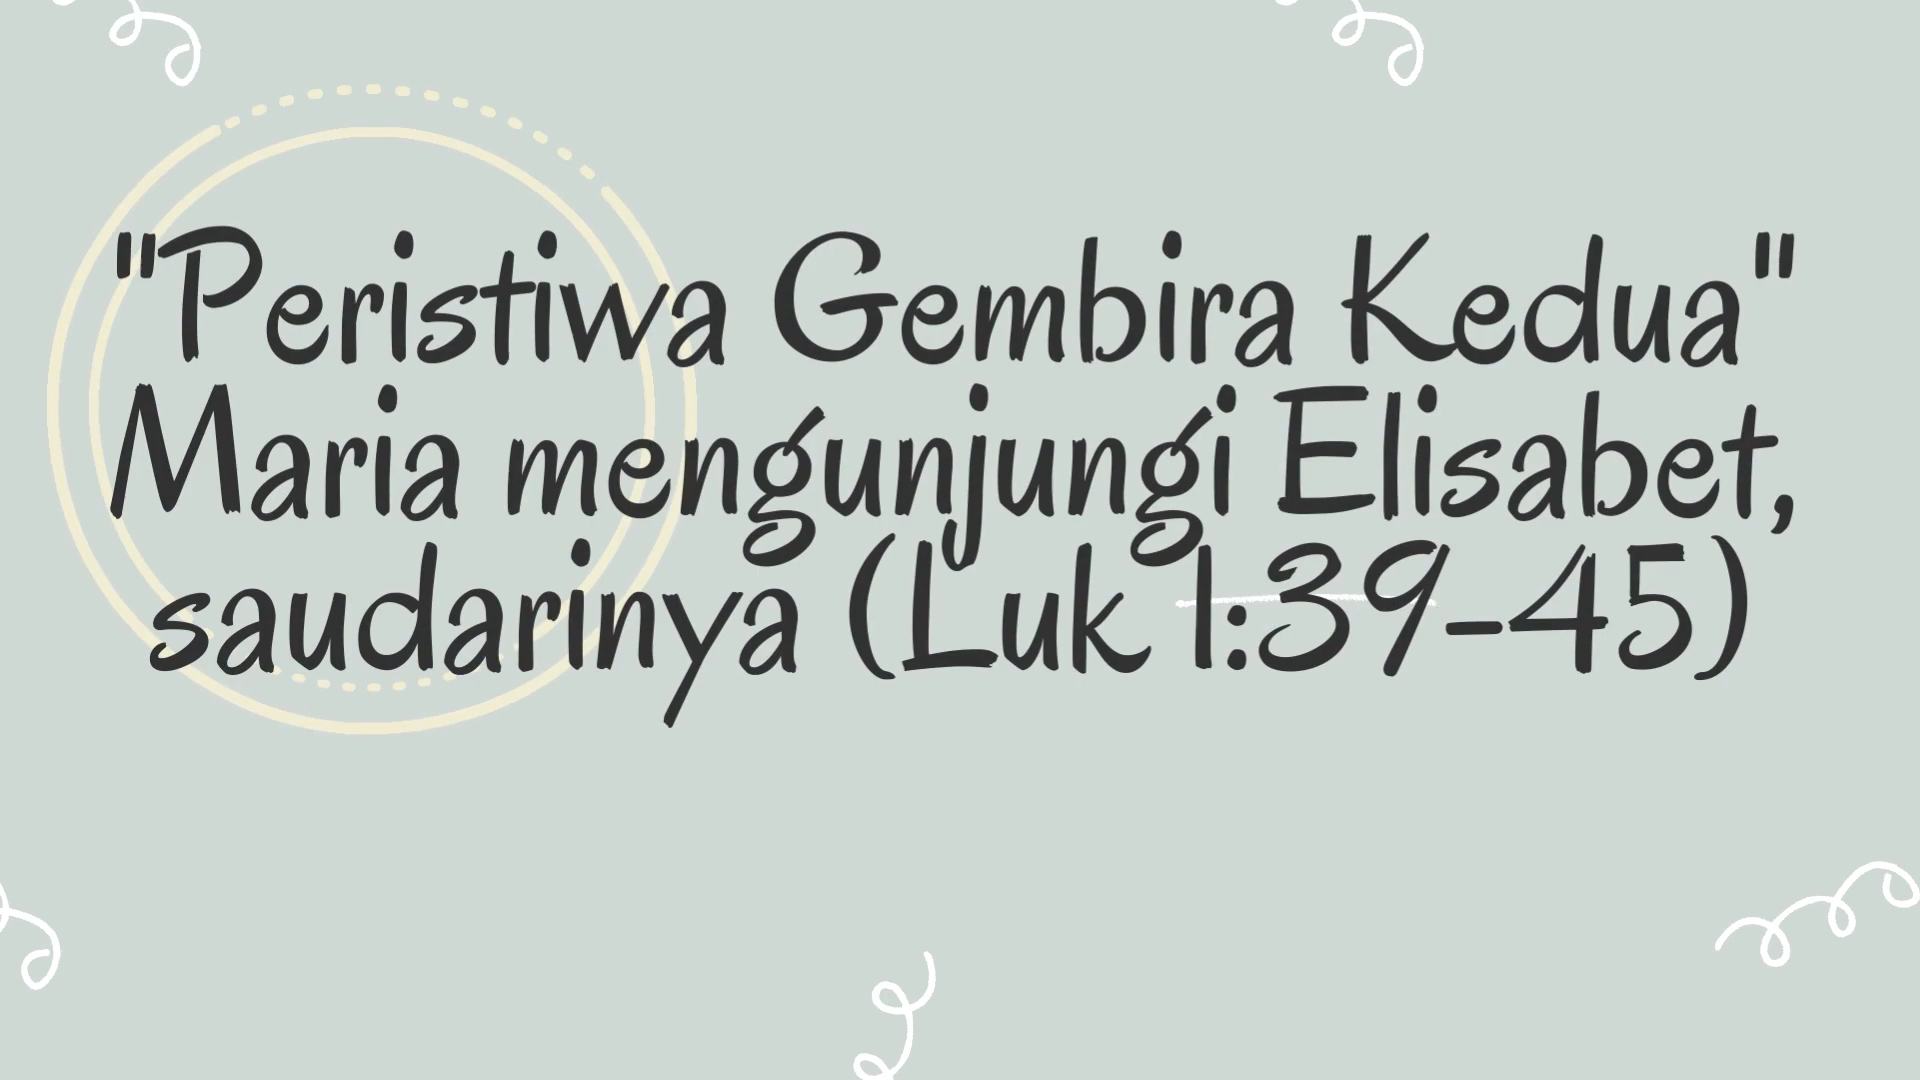 "Peristiwa Gembira Kedua"
Maria mengunjungi Elisabet,
saudarinya (Luk 1:39-45)